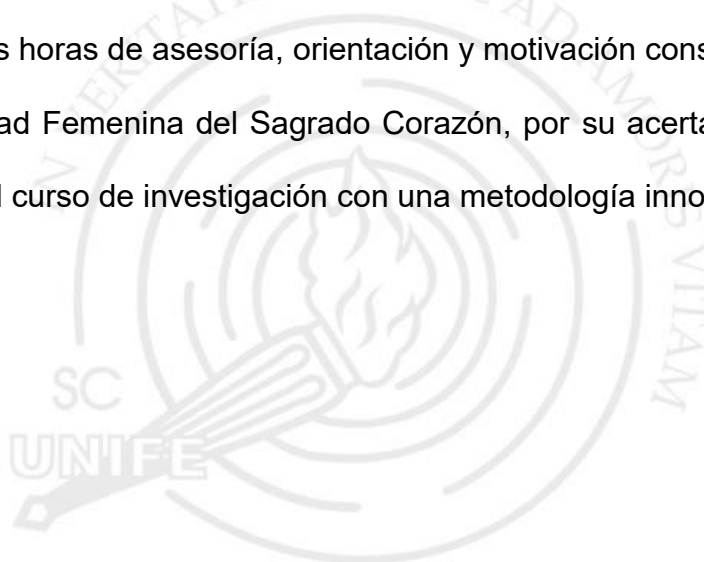 s horas de asesoría, orientación y motivación cons
ad Femenina del Sagrado Corazón, por su acerta
l curso de investigación con una metodología inno
SC
UNIFE
VITAM